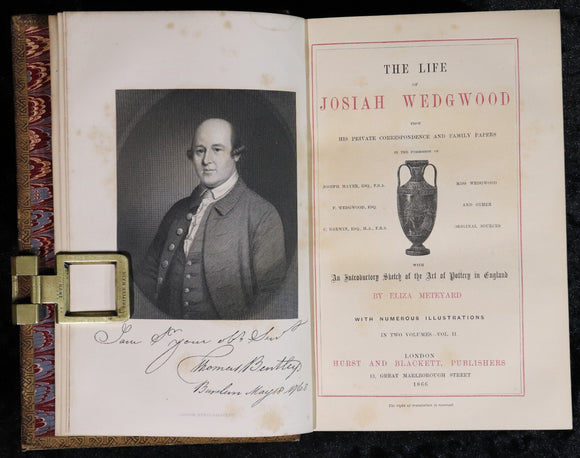 I am Sr your Mt Servt
Thomas Bentley
Burslem May 18, 176
THE LIFE
OF
JOSIAH WEDGWOOD
FROM
HIS PRIVATE CORRESPONDENCE AND FAMILY PAPERS
IN THE POSSESSION OF
JOSEPH MAYER, ESQ., F.S.A.
F. WEDGWOOD, ESQ.
C. DARWIN, ESQ., M.A., F.R.S.
MISS WEDGWOOD
AND OTHER
ORIGINAL SOURCES
WITH
An Introductory Sketch of the Art of Pottery in England
BY ELIZA METEYARD
WITH NUMEROUS ILLUSTRATIONS
IN TWO VOLUMES—VOL. II.
LONDON
HURST AND BLACKETT, PUBLISHERS
13, GREAT MARLBOROUGH STREET
1866
The right of translation is reserved